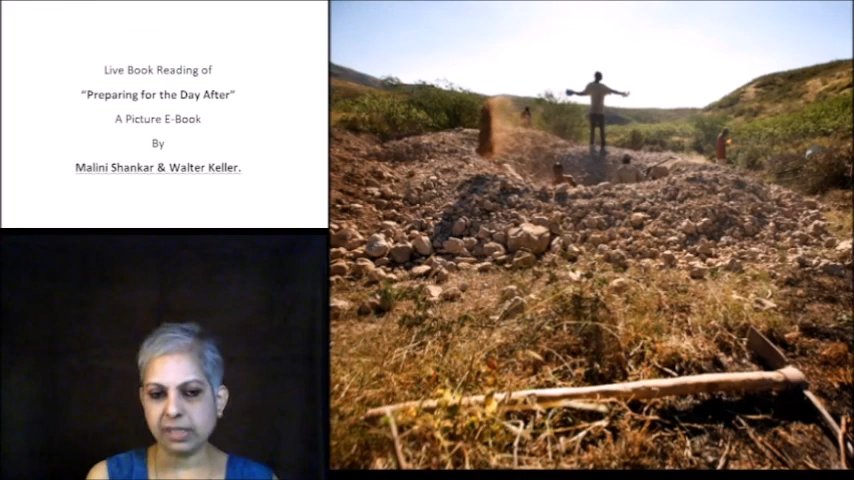 Live Book Reading of
“Preparing for the Day After”
A Picture E-Book
By
Malini Shankar & Walter Keller.